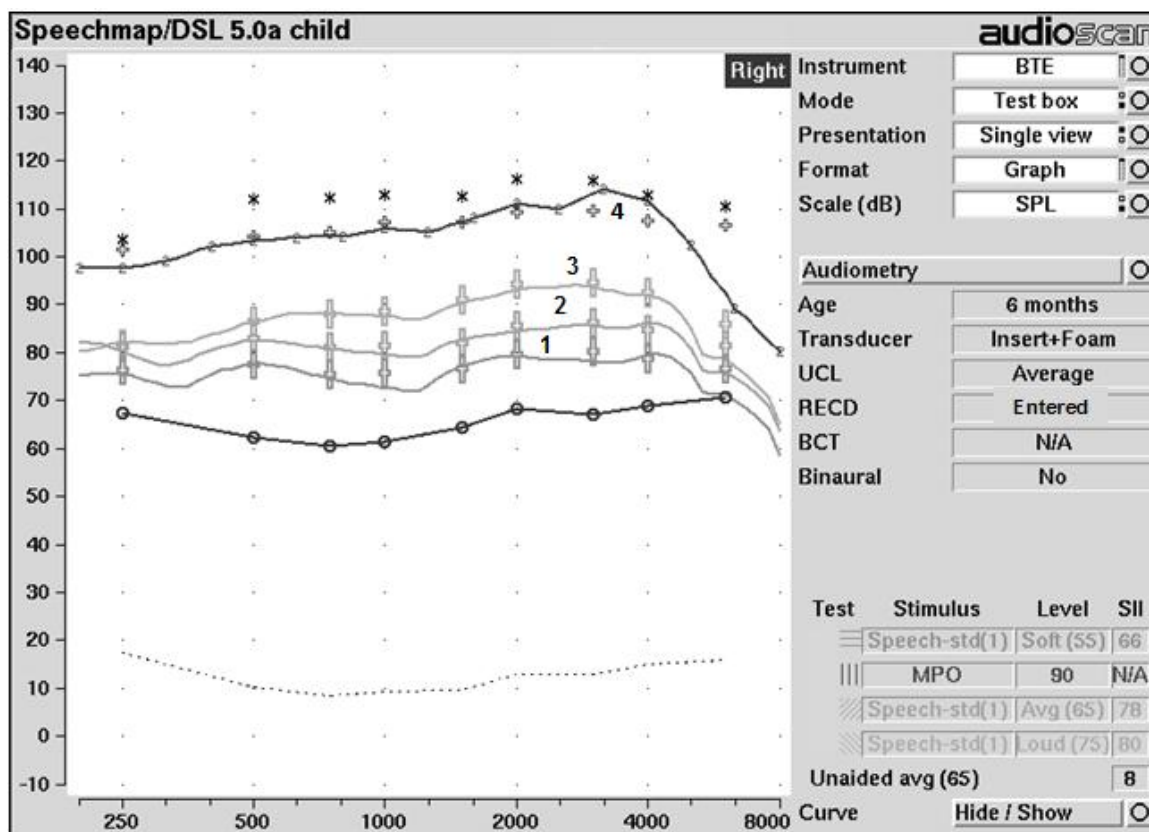 Speechmap/DSL 5.0a child
audioscan
Right
140
130
120
110
100
90
80
70
60
50
40
30
20
10
0
-10
250 500 1000 2000 4000 8000
4
3
2
1
Instrument BTE
Mode Test box
Presentation Single view
Format Graph
Scale (dB) SPL
Audiometry
Age 6 months
Transducer Insert+Foam
UCL Average
RECD Entered
BCT N/A
Binaural No
Test Stimulus Level SII
Speech-std(1) Soft (55) 66
MPO 90 N/A
Speech-std(1) Avg (65) 78
Speech-std(1) Loud (75) 80
Unaided avg (65) 8
Curve Hide / Show